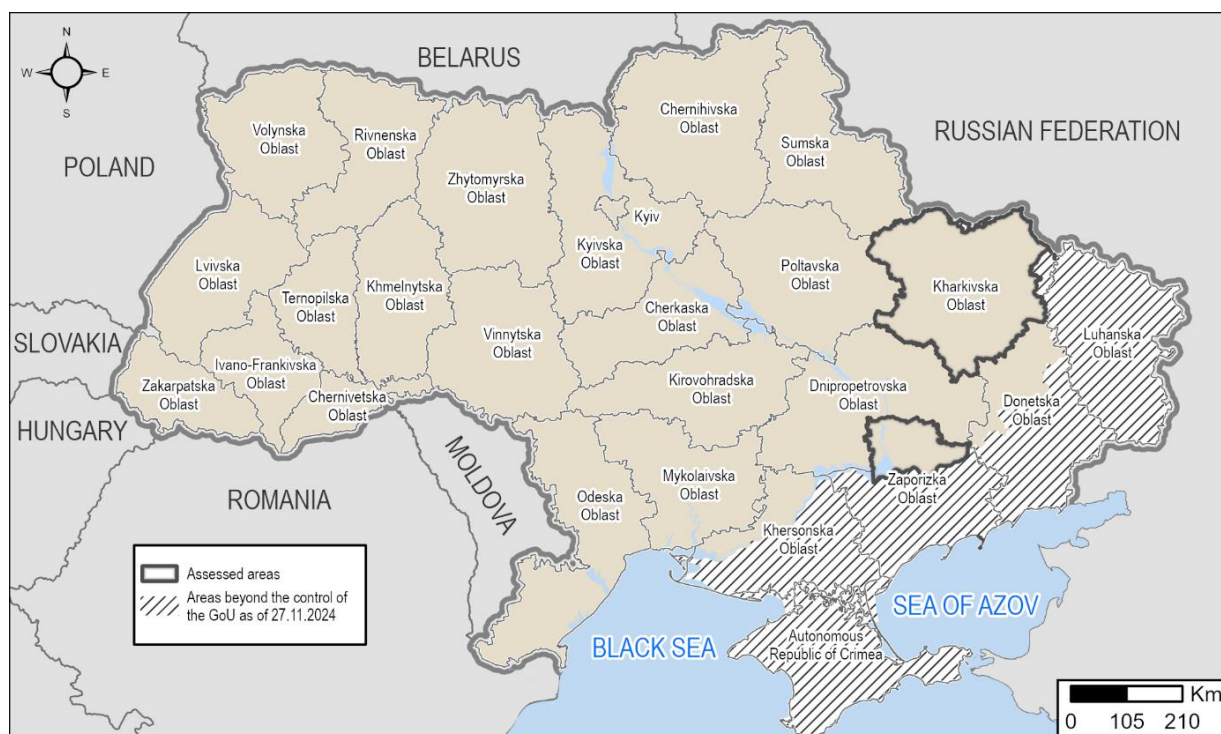 N
W
E
S
BELARUS
POLAND
RUSSIAN FEDERATION
SLOVAKIA
HUNGARY
ROMANIA
MOLDOVA
Volynska
Oblast
Rivnenska
Oblast
Zhytomyrska
Oblast
Chernihivska
Oblast
Sumska
Oblast
Kyiv
Kyivska
Oblast
Lvivska
Oblast
Ternopilska
Oblast
Khmelnytska
Oblast
Vinnytska
Oblast
Cherkaska
Oblast
Poltavska
Oblast
Kharkivska
Oblast
Luhanska
Oblast
Zakarpatska
Oblast
Ivano-Frankivska
Oblast
Chernivetska
Oblast
Kirovohradska
Oblast
Dnipropetrovska
Oblast
Donetska
Oblast
Odeska
Oblast
Mykolaivska
Oblast
Zaporizka
Oblast
Khersonska
Oblast
Autonomous
Republic of Crimea
BLACK SEA
SEA OF AZOV
Assessed areas
Areas beyond the control of
the GoU as of 27.11.2024
Km
0 105 210